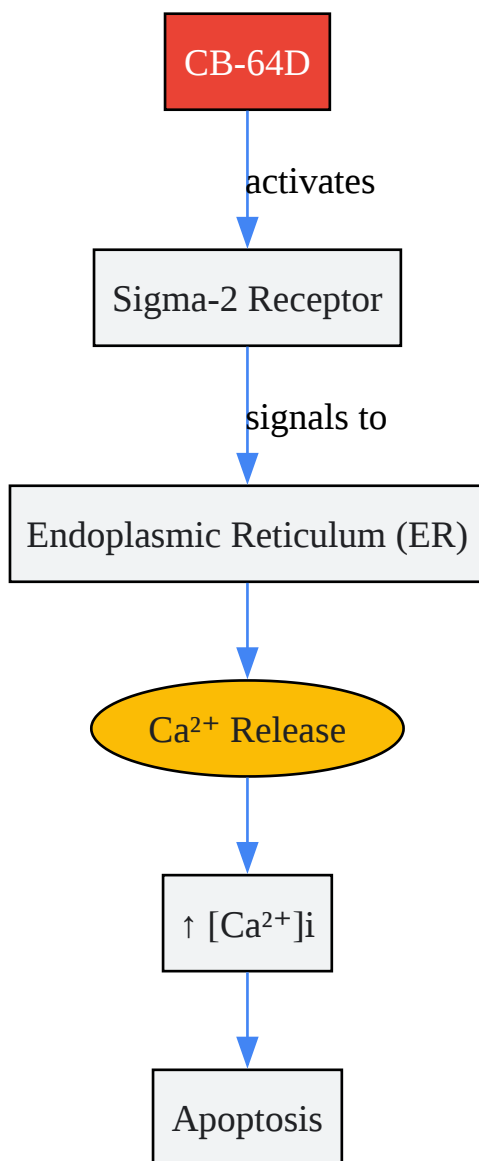 CB-64D
activates
Sigma-2 Receptor
signals to
Endoplasmic Reticulum (ER)
Ca²⁺ Release
↑ [Ca²⁺]i
Apoptosis